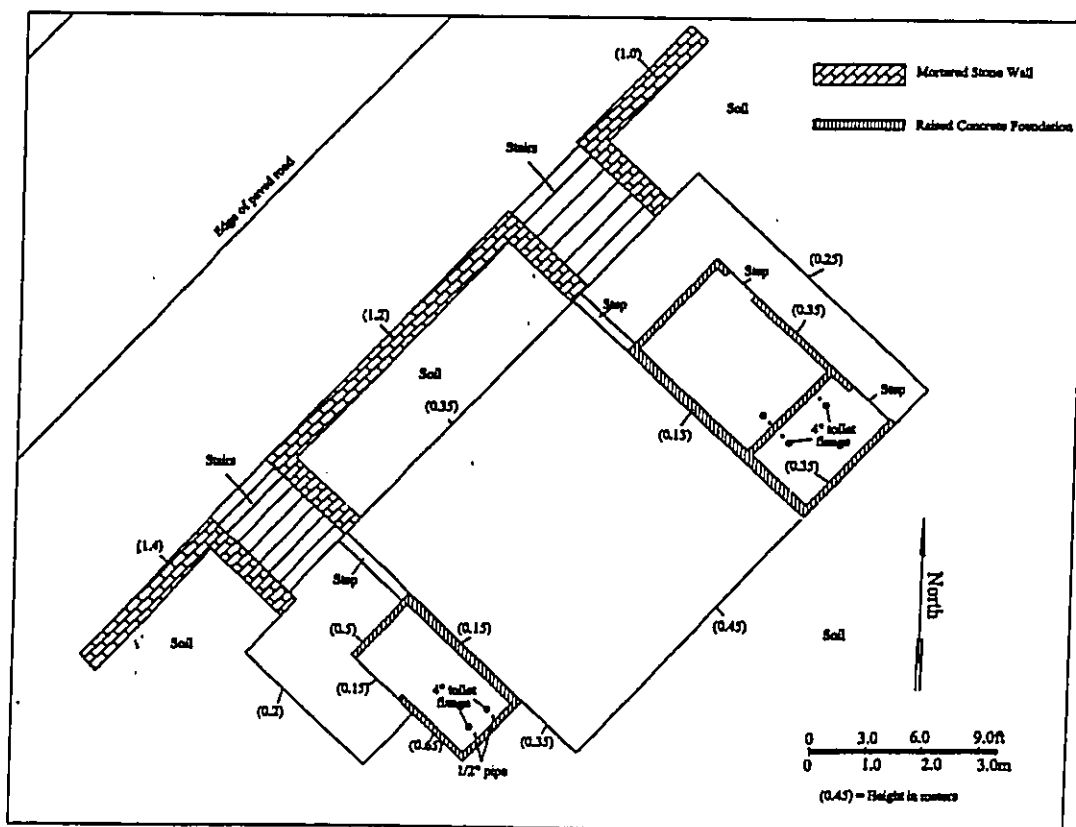 (1.0)
Mortared Stone Wall
Soil
Raised Concrete Foundation
Stairs
Edge of paved road
(0.25)
Step
(0.35)
Step
(1.2)
Soil
(0.35)
Step
(0.15)
4" toilet
flange
(0.35)
Stairs
(1.4)
Step
North
Soil
(0.5)
(0.15)
(0.45)
Soil
(0.15)
4" toilet
flange
(0.2)
(0.65)
(0.35)
1/2" pipe
0 3.0 6.0 9.0ft
0 1.0 2.0 3.0m
(0.45) = Height in meters